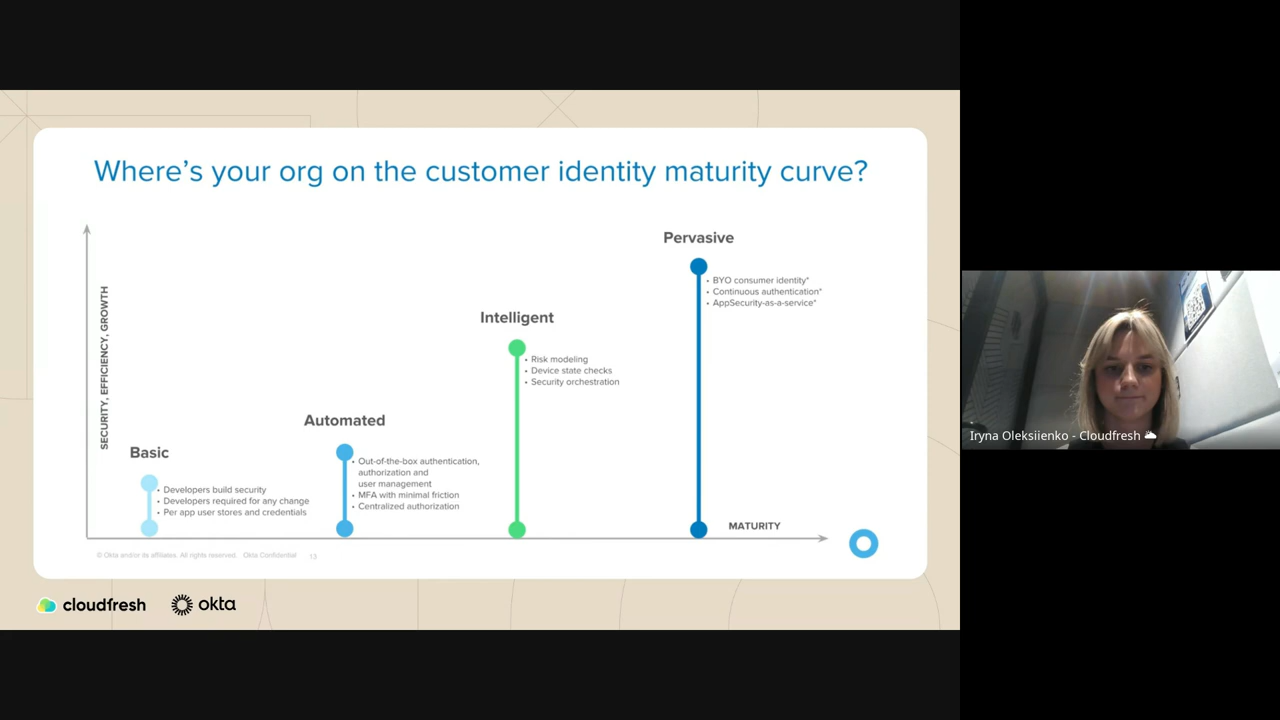 Where's your org on the customer identity maturity curve?
SECURITY, EFFICIENCY, GROWTH
Basic
• Developers build security
• Developers required for any change
• Per app user stores and credentials
Automated
• Out-of-the-box authentication,
authorization and
user management
• MFA with minimal friction
• Centralized authorization
Intelligent
• Risk modeling
• Device state checks
• Security orchestration
Pervasive
• BYO consumer identity*
• Continuous authentication*
• AppSecurity-as-a-service*
MATURITY
© Okta and/or its affiliates. All rights reserved. Okta Confidential 13
cloudfresh okta
Iryna Oleksiienko - Cloudfresh